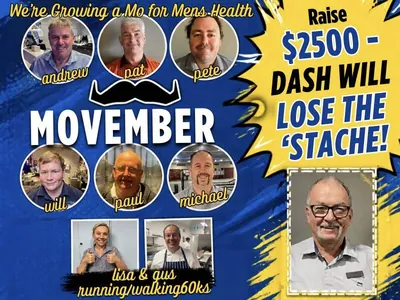 We're Growing a Mo for Mens Health
andrew
pat
pete
MOVEMBER
will
paul
michael
lisa & gus
running/walking60ks
Raise
$2500 -
DASH WILL
LOSE THE
'STACHE!